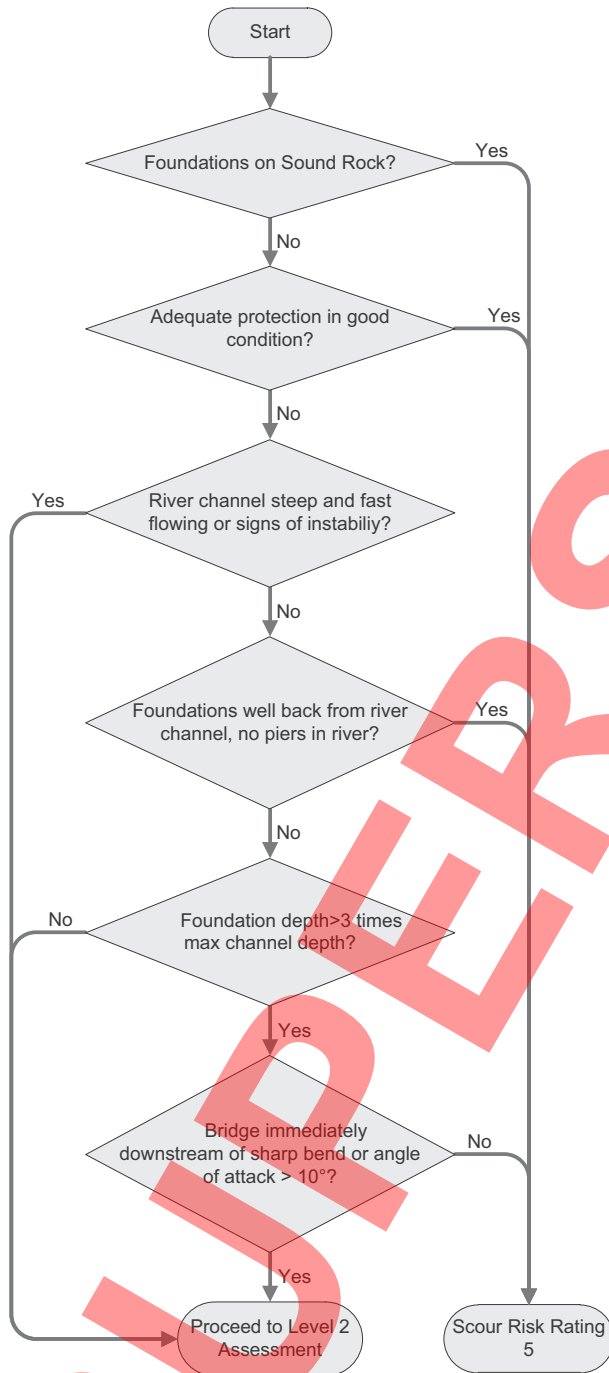 Start
Foundations on Sound Rock?
Yes
No
Adequate protection in good
condition?
Yes
No
River channel steep and fast
flowing or signs of instabiliy?
Yes
No
Foundations well back from river
channel, no piers in river?
Yes
No
Foundation depth>3 times
max channel depth?
No
Yes
Bridge immediately
downstream of sharp bend or angle
of attack > 10°?
No
Yes
Proceed to Level 2
Assessment
Scour Risk Rating
5
UPERS